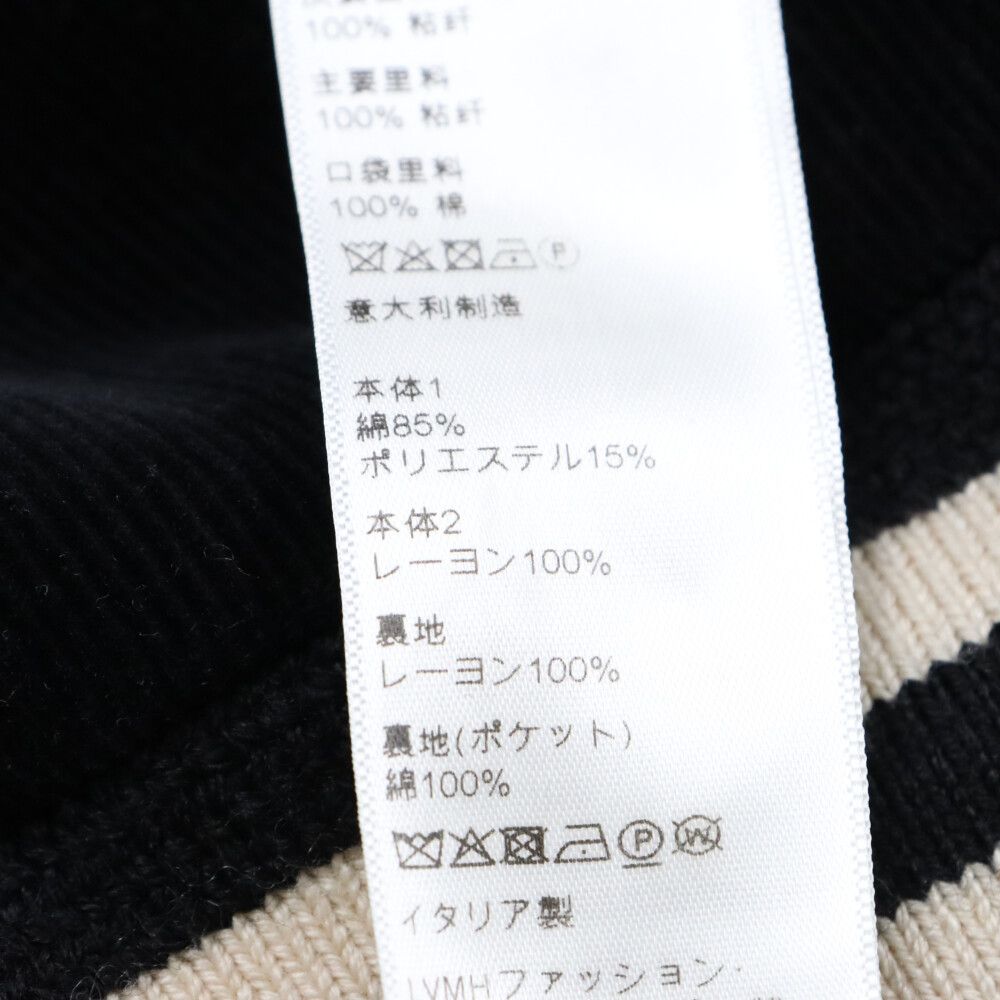 100% 粘纤
主要里料
100% 粘纤
口袋里料
100% 棉
P
意大利制造
本体1
綿85%
ポリエステル15%
本体2
レーヨン100%
裏地
レーヨン100%
裏地(ポケット)
綿100%
P W
イタリア製
LVMHファッション・